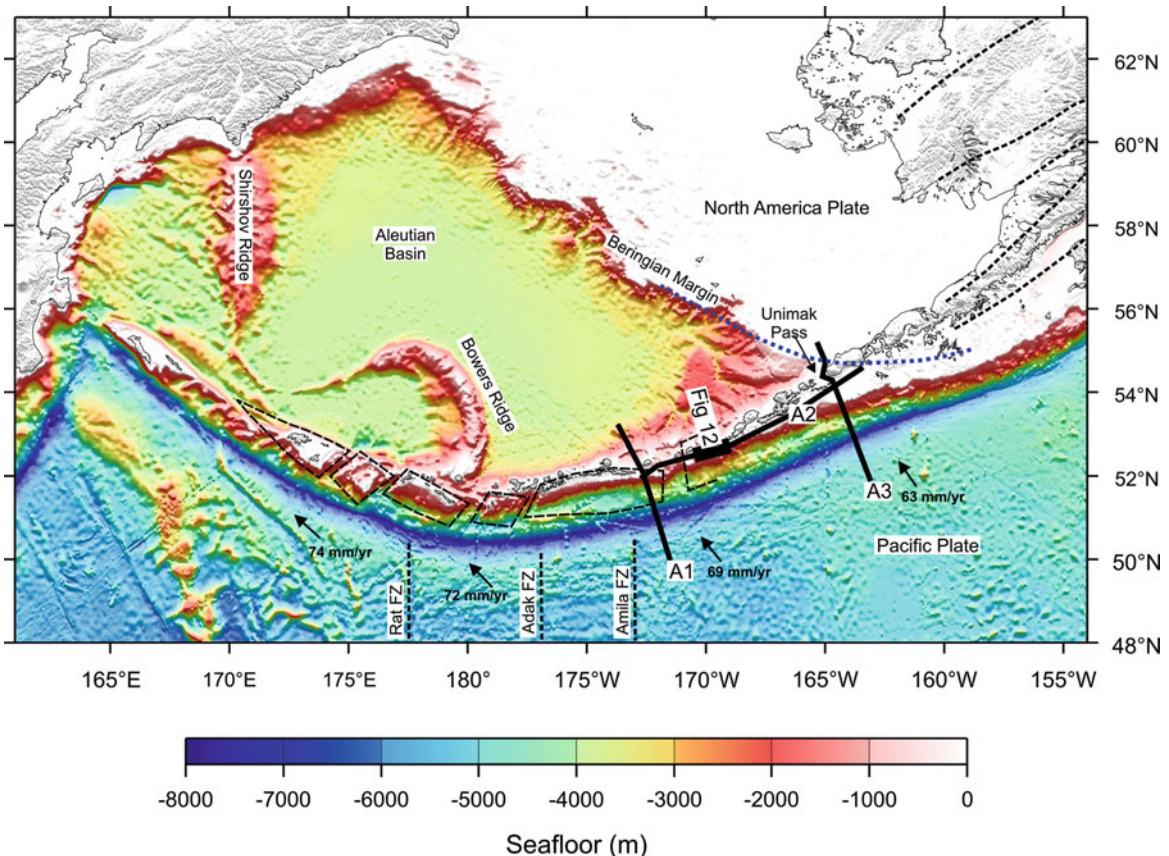 62°N
60°N
58°N
56°N
54°N
52°N
50°N
48°N
Shirshov Ridge
Aleutian
Basin
North America Plate
Beringian Margin
Unimak
Pass
Bowers Ridge
Fig 12
A2
A3
63 mm/yr
Pacific Plate
74 mm/yr
72 mm/yr
69 mm/yr
A1
Rat FZ
Adak FZ
Amila FZ
165°E
170°E
175°E
180°
175°W
170°W
165°W
160°W
155°W
-8000
-7000
-6000
-5000
-4000
-3000
-2000
-1000
0
Seafloor (m)